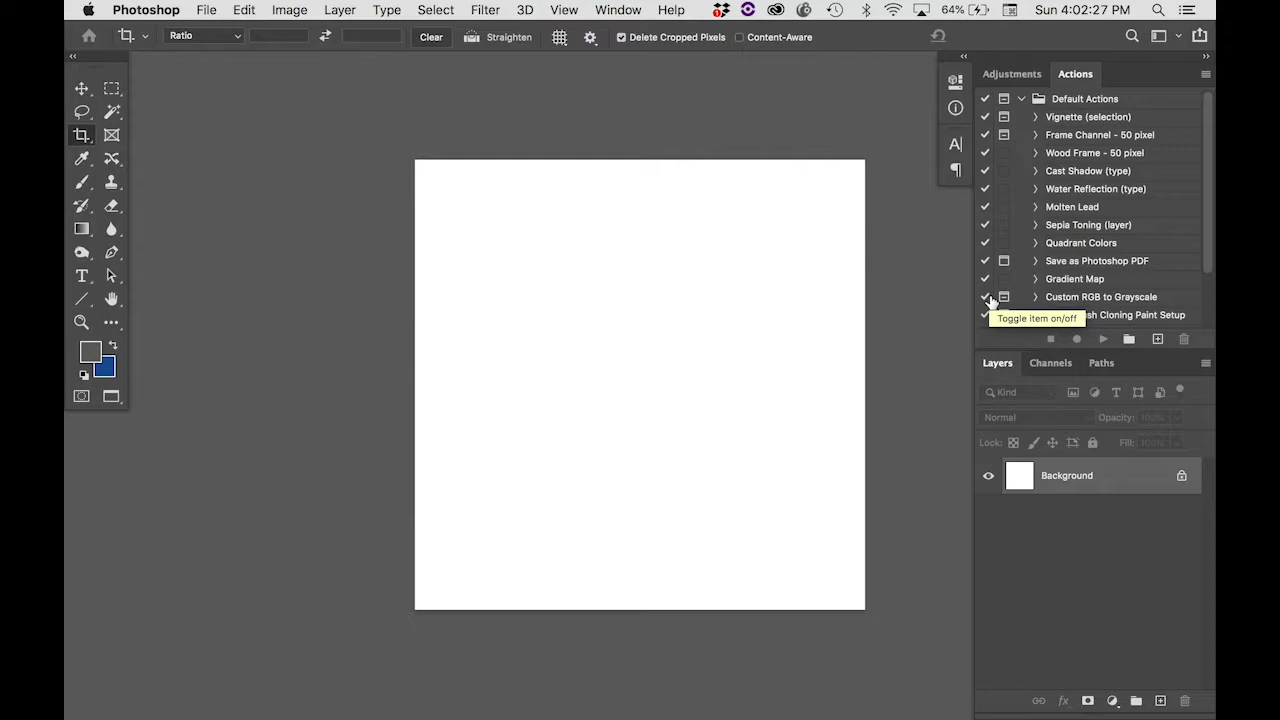 Photoshop File Edit Image Layer Type Select Filter 3D View Window Help 64% Sun 4:02:27 PM
Ratio Clear Straighten Delete Cropped Pixels Content-Aware
Adjustments Actions
Default Actions
Vignette (selection)
Frame Channel - 50 pixel
Wood Frame - 50 pixel
Cast Shadow (type)
Water Reflection (type)
Molten Lead
Sepia Toning (layer)
Quadrant Colors
Save as Photoshop PDF
Gradient Map
Custom RGB to Grayscale
Toggle item on/off
Cloning Paint Setup
Layers Channels Paths
Kind
Normal Opacity: 100%
Lock: Fill: 100%
Background